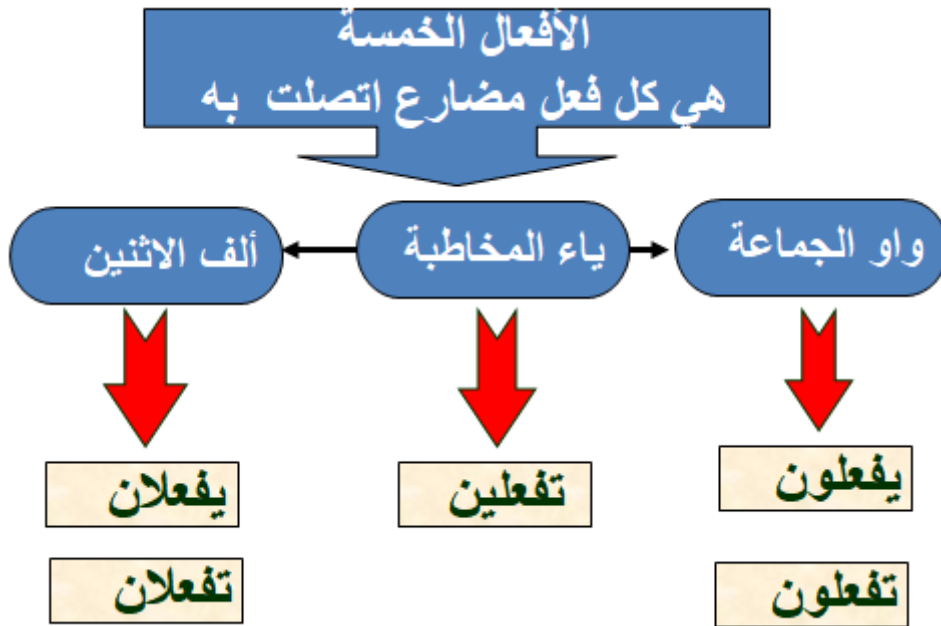 الأفعال الخمسة
هي كل فعل مضارع اتصلت به
واو الجماعة
ياء المخاطبة
ألف الاثنين
يفعلون
تفعلين
يفعلان
تفعلون
تفعلان